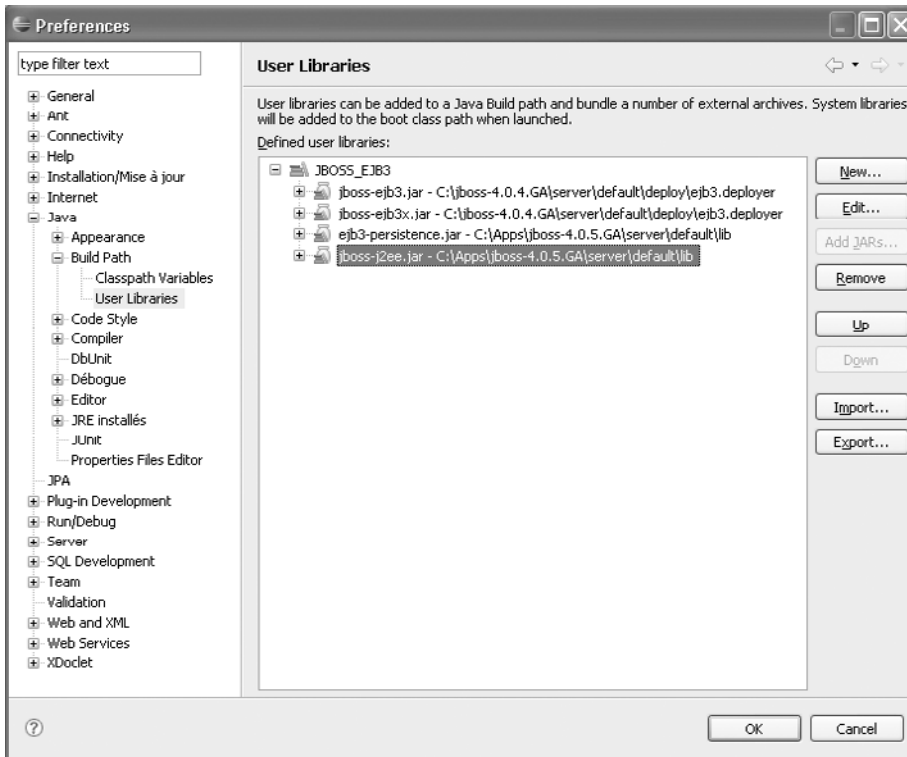 Preferences
type filter text
General
Ant
Connectivity
Help
Installation/Mise à jour
Internet
Java
Appearance
Build Path
Classpath Variables
User Libraries
Code Style
Compiler
DbUnit
Débogue
Editor
JRE installés
JUnit
Properties Files Editor
JPA
Plug-in Development
Run/Debug
Server
SQL Development
Team
Validation
Web and XML
Web Services
XDoclet
User Libraries
User libraries can be added to a Java Build path and bundle a number of external archives. System libraries
will be added to the boot class path when launched.
Defined user libraries:
JBOSS_EJB3
jboss-ejb3.jar - C:\jboss-4.0.4.GA\server\default\deploy\ejb3.deployer
jboss-ejb3x.jar - C:\jboss-4.0.4.GA\server\default\deploy\ejb3.deployer
ejb3-persistence.jar - C:\Apps\jboss-4.0.5.GA\server\default\lib
jboss-j2ee.jar - C:\Apps\jboss-4.0.5.GA\server\default\lib
New...
Edit...
Add JARs...
Remove
Up
Down
Import...
Export...
?
OK
Cancel